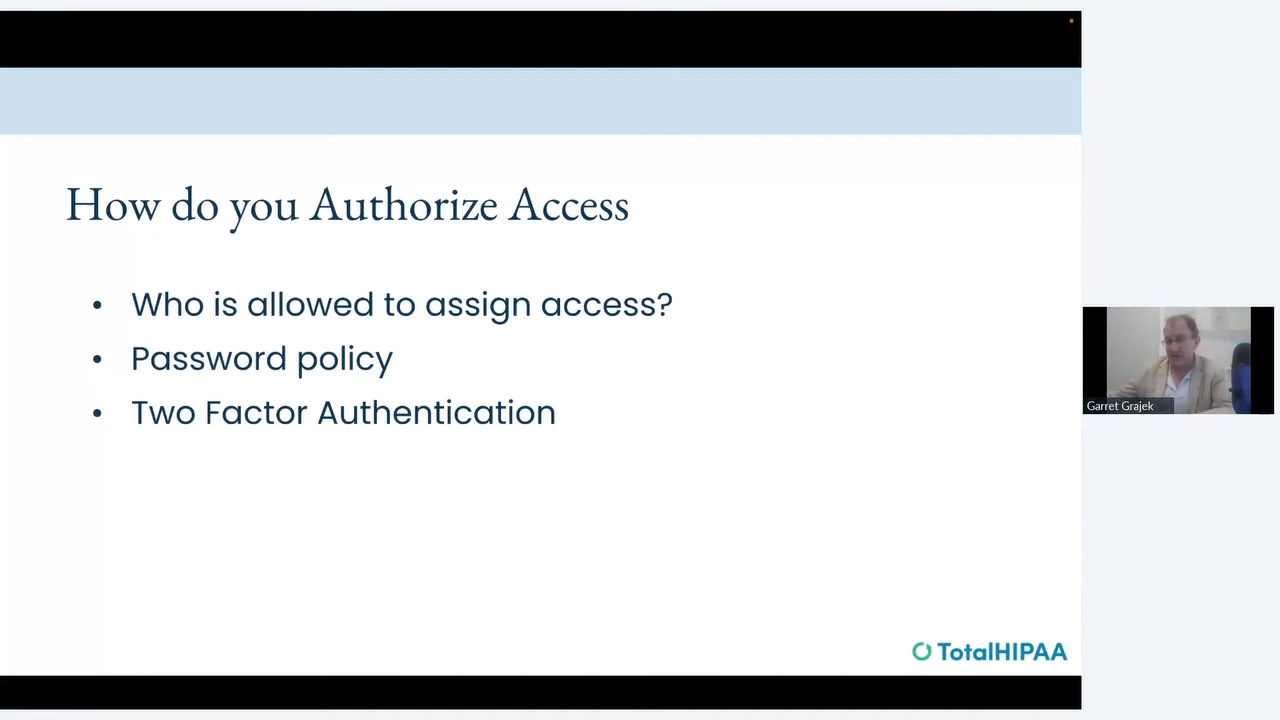 How do you Authorize Access
• Who is allowed to assign access?
• Password policy
• Two Factor Authentication
Garret Grajek
TotalHIPAA